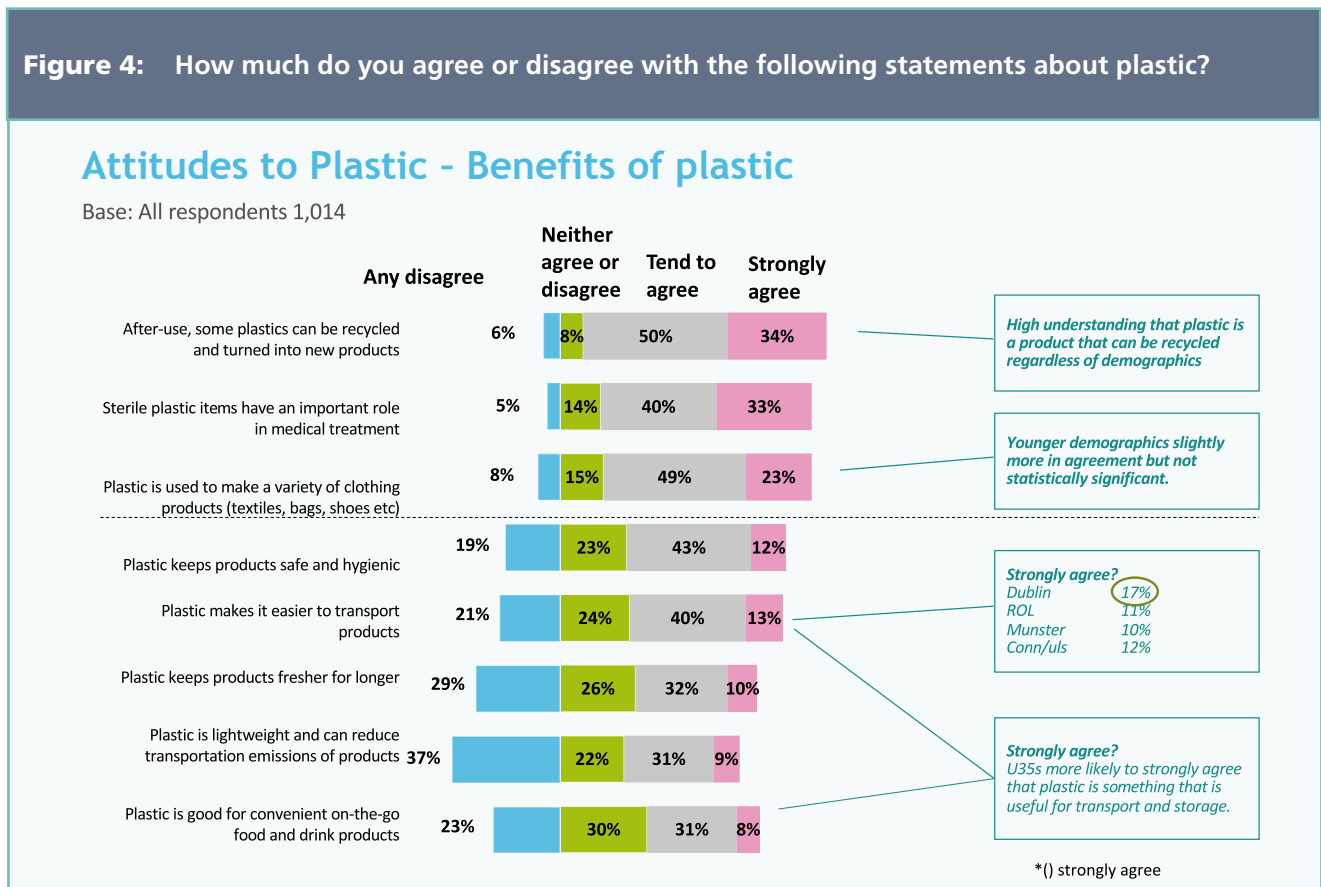 Figure 4: How much do you agree or disagree with the following statements about plastic?
Attitudes to Plastic – Benefits of plastic
Base: All respondents 1,014
Any disagree
Neither
agree or
disagree
Tend to
agree
Strongly
agree
After-use, some plastics can be recycled
and turned into new products
6% 8% 50% 34%
High understanding that plastic is
a product that can be recycled
regardless of demographics
Sterile plastic items have an important role
in medical treatment
5% 14% 40% 33%
Plastic is used to make a variety of clothing
products (textiles, bags, shoes etc)
8% 15% 49% 23%
Younger demographics slightly
more in agreement but not
statistically significant.
Plastic keeps products safe and hygienic
19% 23% 43% 12%
Plastic makes it easier to transport
products
21% 24% 40% 13%
Strongly agree?
Dublin 17%
ROL 11%
Munster 10%
Conn/uls 12%
Plastic keeps products fresher for longer
29% 26% 32% 10%
Plastic is lightweight and can reduce
transportation emissions of products
37% 22% 31% 9%
Plastic is good for convenient on-the-go
food and drink products
23% 30% 31% 8%
Strongly agree?
U35s more likely to strongly agree
that plastic is something that is
useful for transport and storage.
*() strongly agree